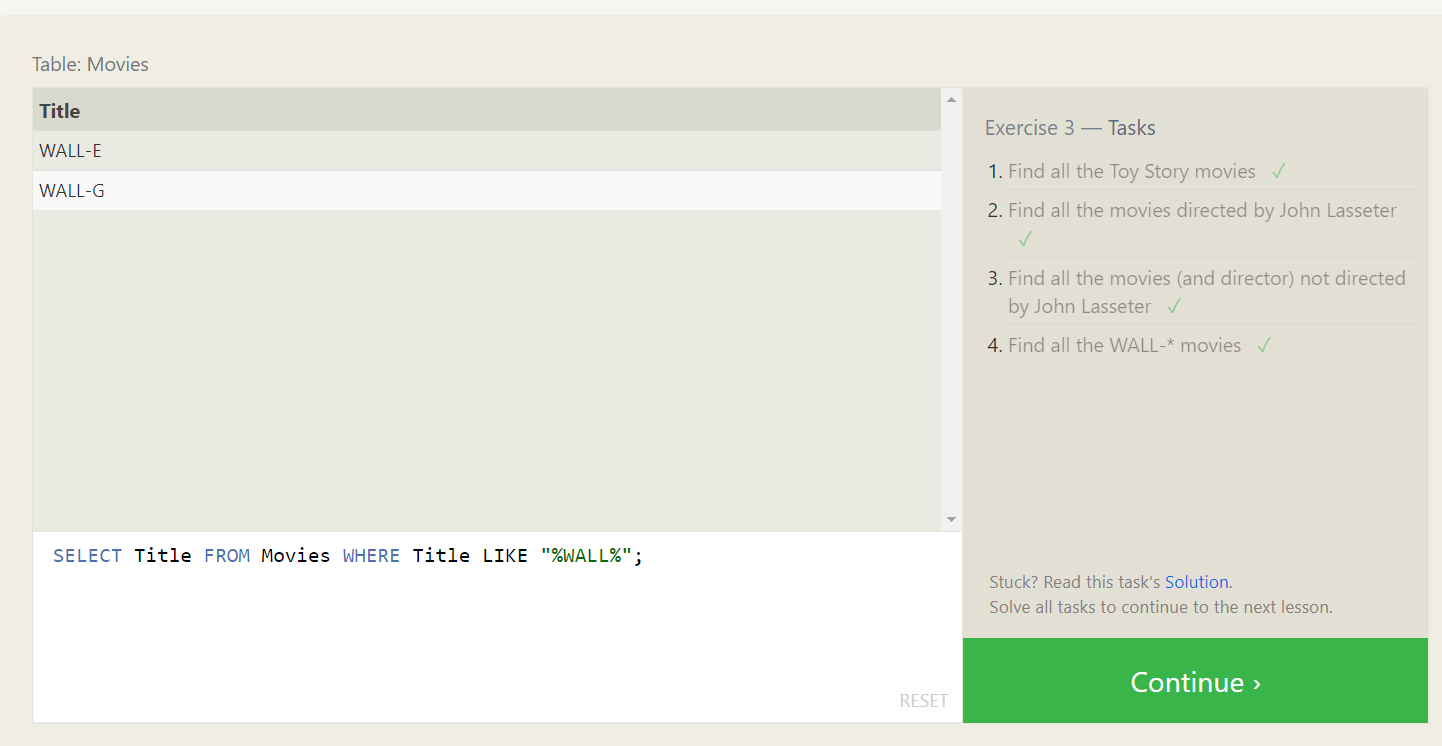 Table: Movies
Title
WALL-E
WALL-G
SELECT Title FROM Movies WHERE Title LIKE "%WALL%";
RESET
Exercise 3 — Tasks
1. Find all the Toy Story movies ✓
2. Find all the movies directed by John Lasseter
✓
3. Find all the movies (and director) not directed
by John Lasseter ✓
4. Find all the WALL-* movies ✓
Stuck? Read this task's Solution.
Solve all tasks to continue to the next lesson.
Continue ›